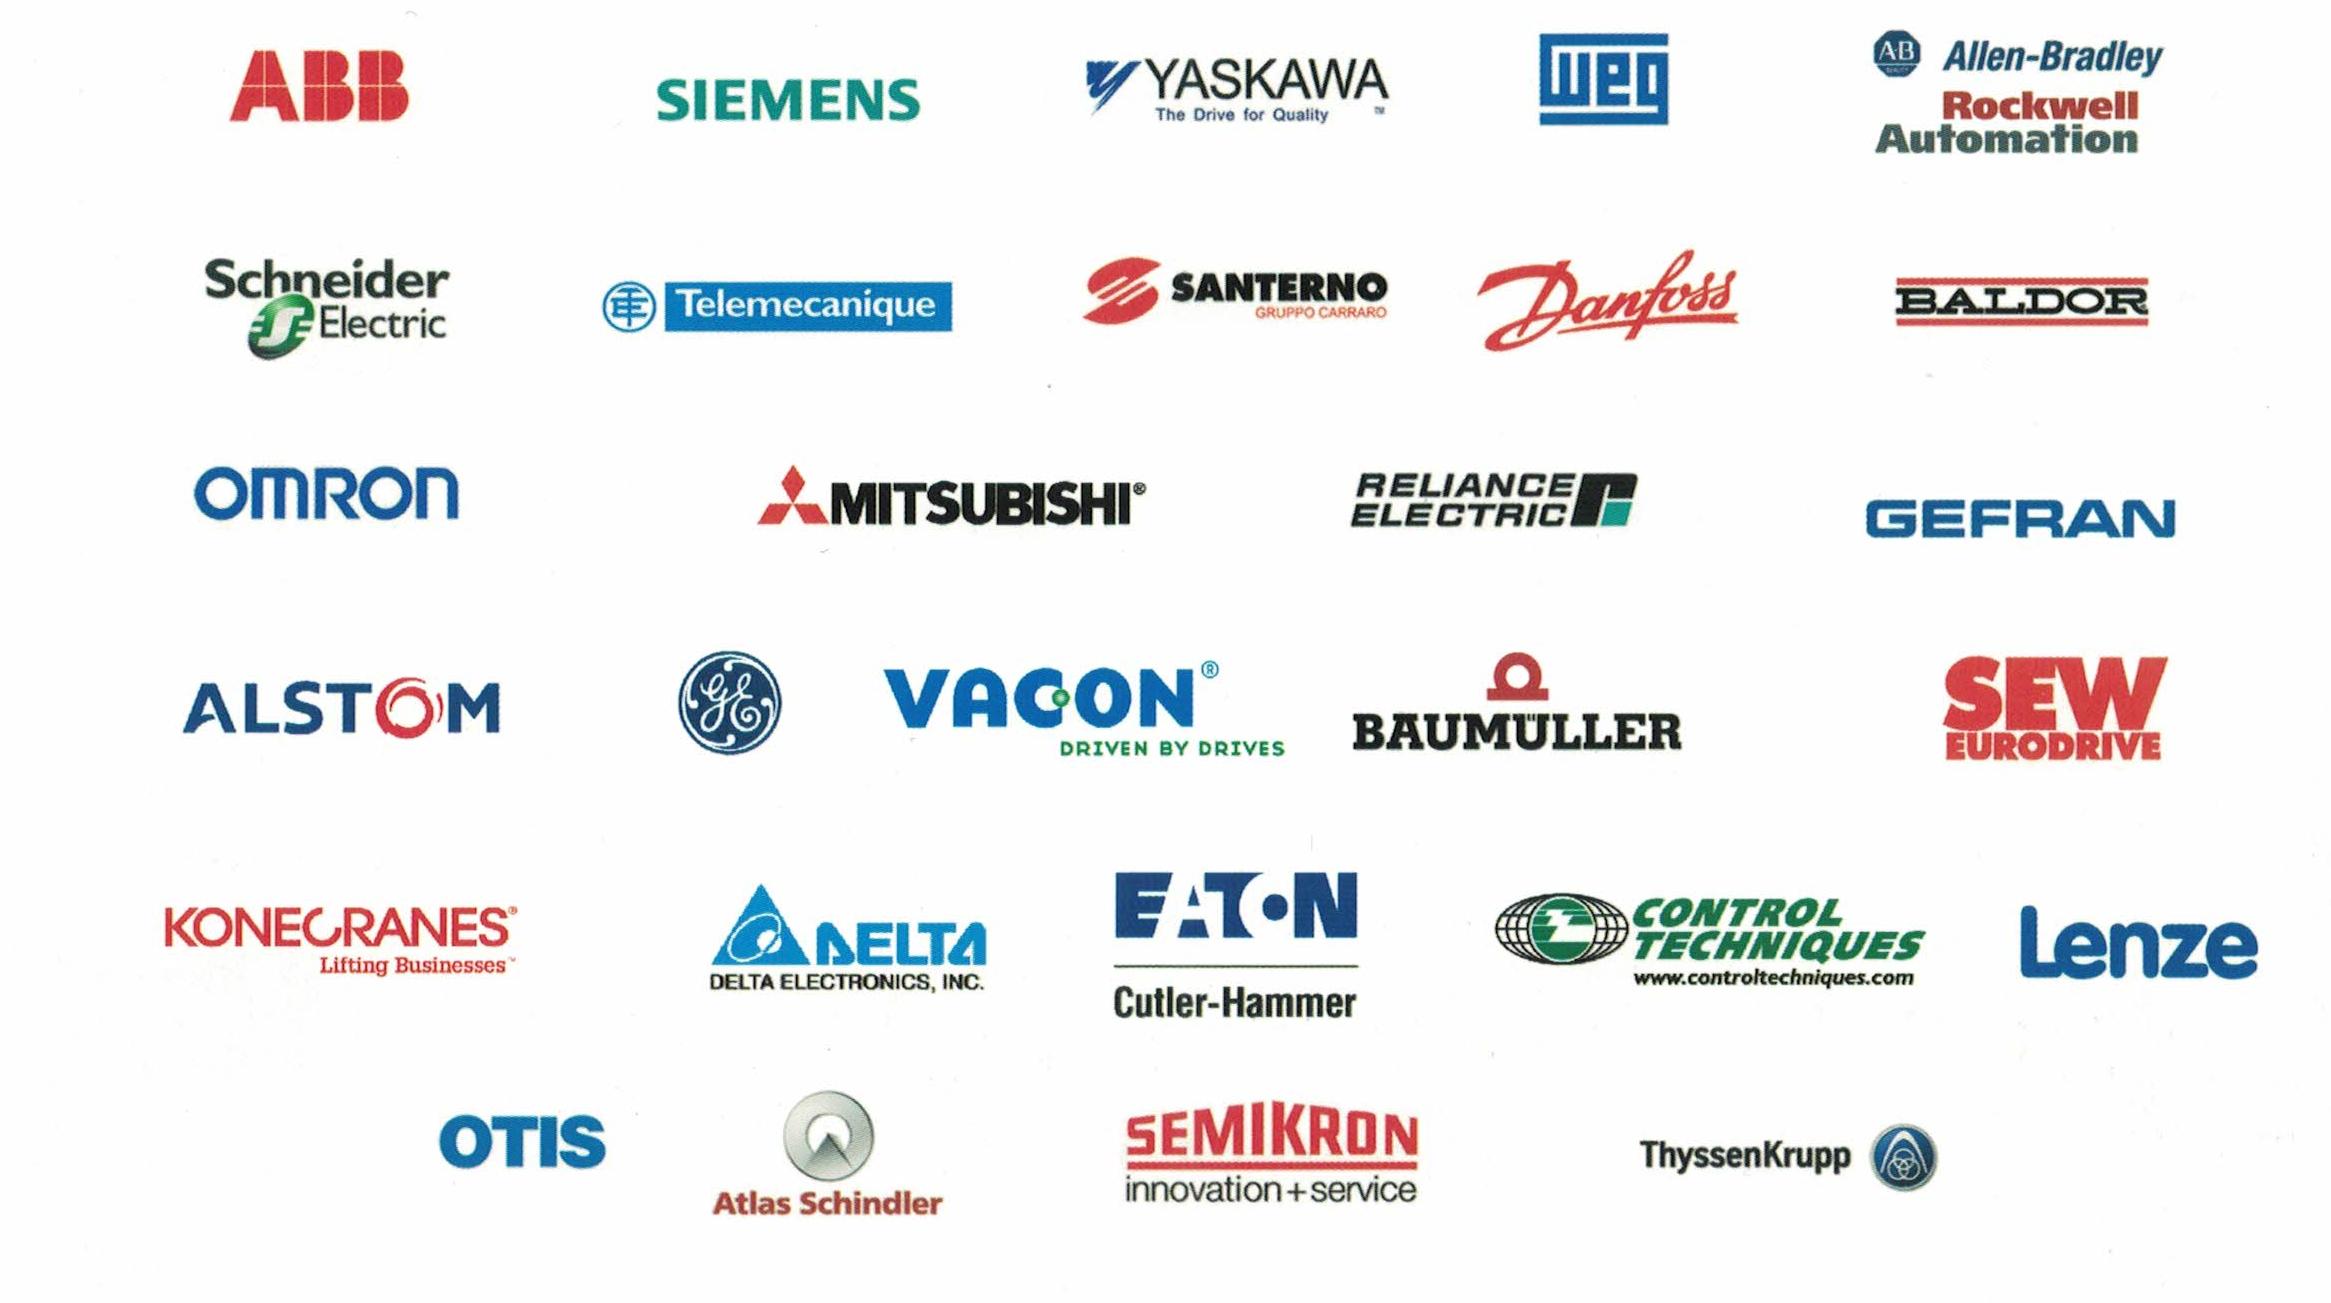 ABB
SIEMENS
YASKAWA
The Drive for Quality ™
weg
AB
Allen-Bradley
Rockwell
Automation
Schneider
Electric
Telemecanique
SANTERNO
GRUPPO CARRARO
Danfoss
BALDOR
OMRON
MITSUBISHI®
RELIANCE
ELECTRIC
GEFRAN
ALSTOM
GE
VACON®
DRIVEN BY DRIVES
BAUMÜLLER
SEW
EURODRIVE
KONECRANES®
Lifting Businesses™
DELTA
DELTA ELECTRONICS, INC.
EATON
Cutler-Hammer
CONTROL
TECHNIQUES
www.controltechniques.com
Lenze
OTIS
Atlas Schindler
SEMIKRON
innovation+service
ThyssenKrupp